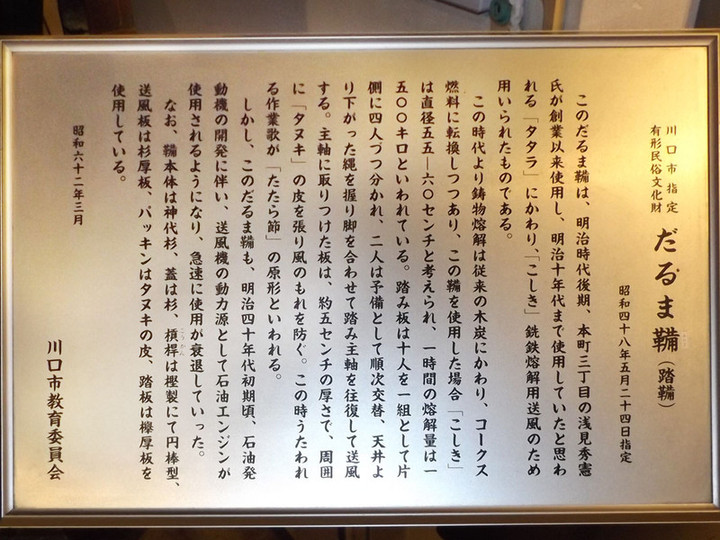 川口市指定
有形民俗文化財
だるま鞴（踏鞴）
昭和四十八年五月二十四日指定
このだるま鞴は、明治時代後期、本町三丁目の浅見秀憲
氏が創業以来使用し、明治十年代まで使用していたと思わ
れる「タタラ」にかわり、「こしき」銑鉄熔解用送風のため
用いられたものである。
この時代より鋳物熔解は従来の木炭にかわり、コークス
燃料に転換しつつあり、この鞴を使用した場合「こしき」
は直径五五―六〇センチと考えられ、一時間の熔解量は一
五〇〇キロといわれている。踏み板は十人を一組として片
側に四人づつ分かれ、二人は予備として順次交替、天井よ
り下がった縄を握り脚を合わせて踏み主軸を往復して送風
する。主軸に取りつけた板は、約五センチの厚さで、周囲
に「タヌキ」の皮を張り風のもれを防ぐ。この時うたわれ
る作業歌が「たたら節」の原形といわれる。
しかし、このだるま鞴も、明治四十年代初期頃、石油発
動機の開発に伴い、送風機の動力源として石油エンジンが
使用されるようになり、急速に使用が衰退していった。
なお、鞴本体は神代杉、蓋は杉、槓桿は樫製にて円棒型、
こうかん
送風板は杉厚板、パッキンはタヌキの皮、踏板は欅厚板を
使用している。
昭和六十二年三月
川口市教育委員会